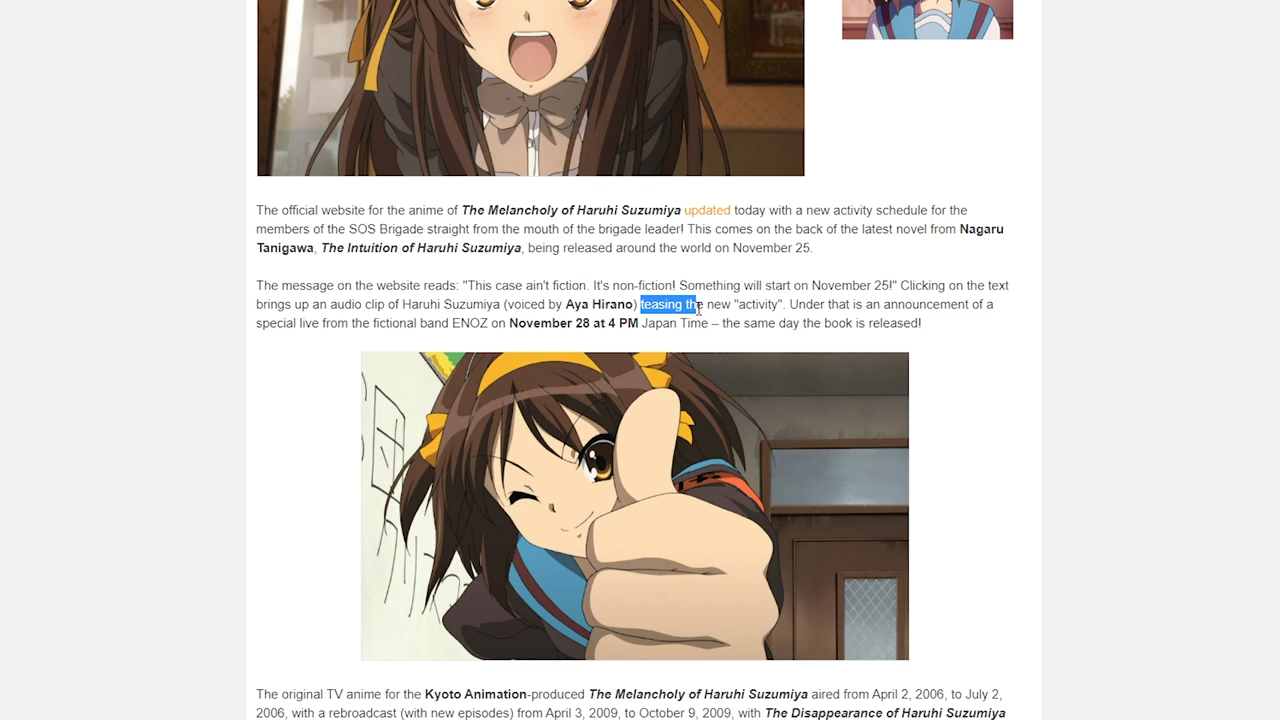 The official website for the anime of The Melancholy of Haruhi Suzumiya updated today with a new activity schedule for the
members of the SOS Brigade straight from the mouth of the brigade leader! This comes on the back of the latest novel from Nagaru
Tanigawa, The Intuition of Haruhi Suzumiya, being released around the world on November 25.
The message on the website reads: "This case ain't fiction. It's non-fiction! Something will start on November 25!" Clicking on the text
brings up an audio clip of Haruhi Suzumiya (voiced by Aya Hirano) teasing the new "activity". Under that is an announcement of a
special live from the fictional band ENOZ on November 28 at 4 PM Japan Time – the same day the book is released!
The original TV anime for the Kyoto Animation-produced The Melancholy of Haruhi Suzumiya aired from April 2, 2006, to July 2,
2006, with a rebroadcast (with new episodes) from April 3, 2009, to October 9, 2009, with The Disappearance of Haruhi Suzumiya